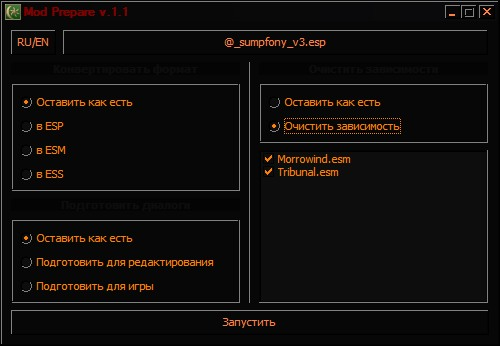 Mod Prepare v.1.1
RU/EN
@_sumpfony_v3.esp
Конвертировать формат
Очистить зависимости
Оставить как есть
в ESP
в ESM
в ESS
Оставить как есть
Очистить зависимость
Morrowind.esm
Tribunal.esm
Подготовить диалоги
Оставить как есть
Подготовить для редактирования
Подготовить для игры
Запустить